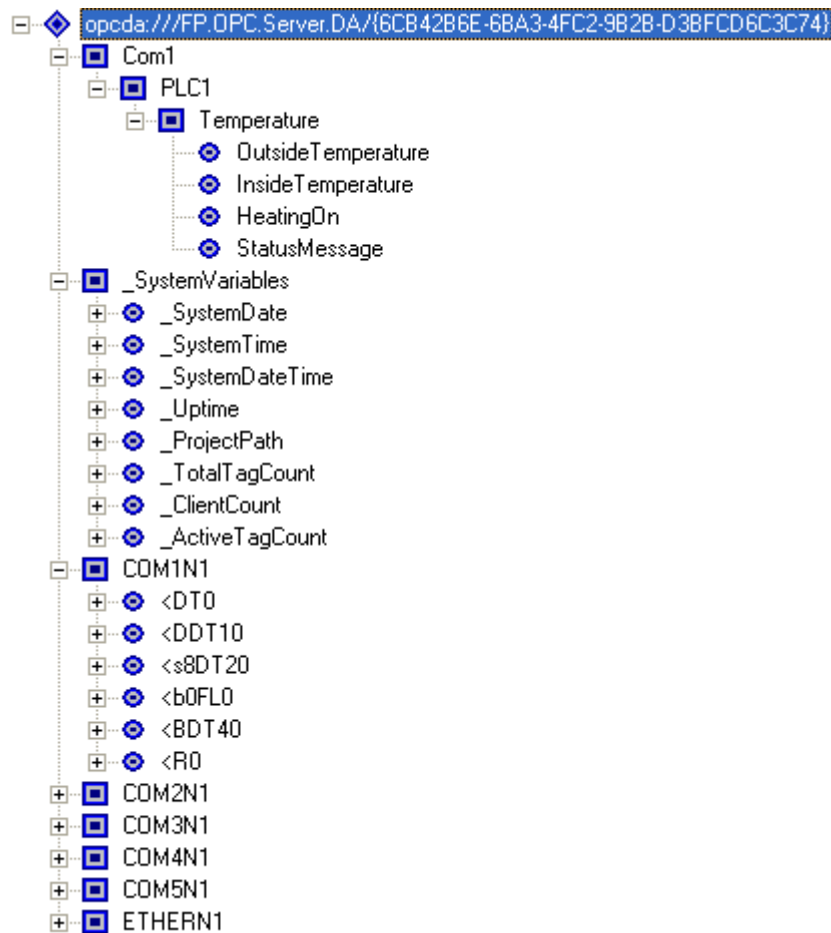 opcda:///FP.OPC.Server.DA/{6CB42B6E-6BA3-4FC2-9B2B-D3BFCD6C3C74}
Com1
PLC1
Temperature
OutsideTemperature
InsideTemperature
HeatingOn
StatusMessage
_SystemVariables
_SystemDate
_SystemTime
_SystemDateTime
_Uptime
_ProjectPath
_TotalTagCount
_ClientCount
_ActiveTagCount
COM1N1
<DT0
<DDT10
<s8DT20
<b0FL0
<BDT40
<R0
COM2N1
COM3N1
COM4N1
COM5N1
ETHERN1